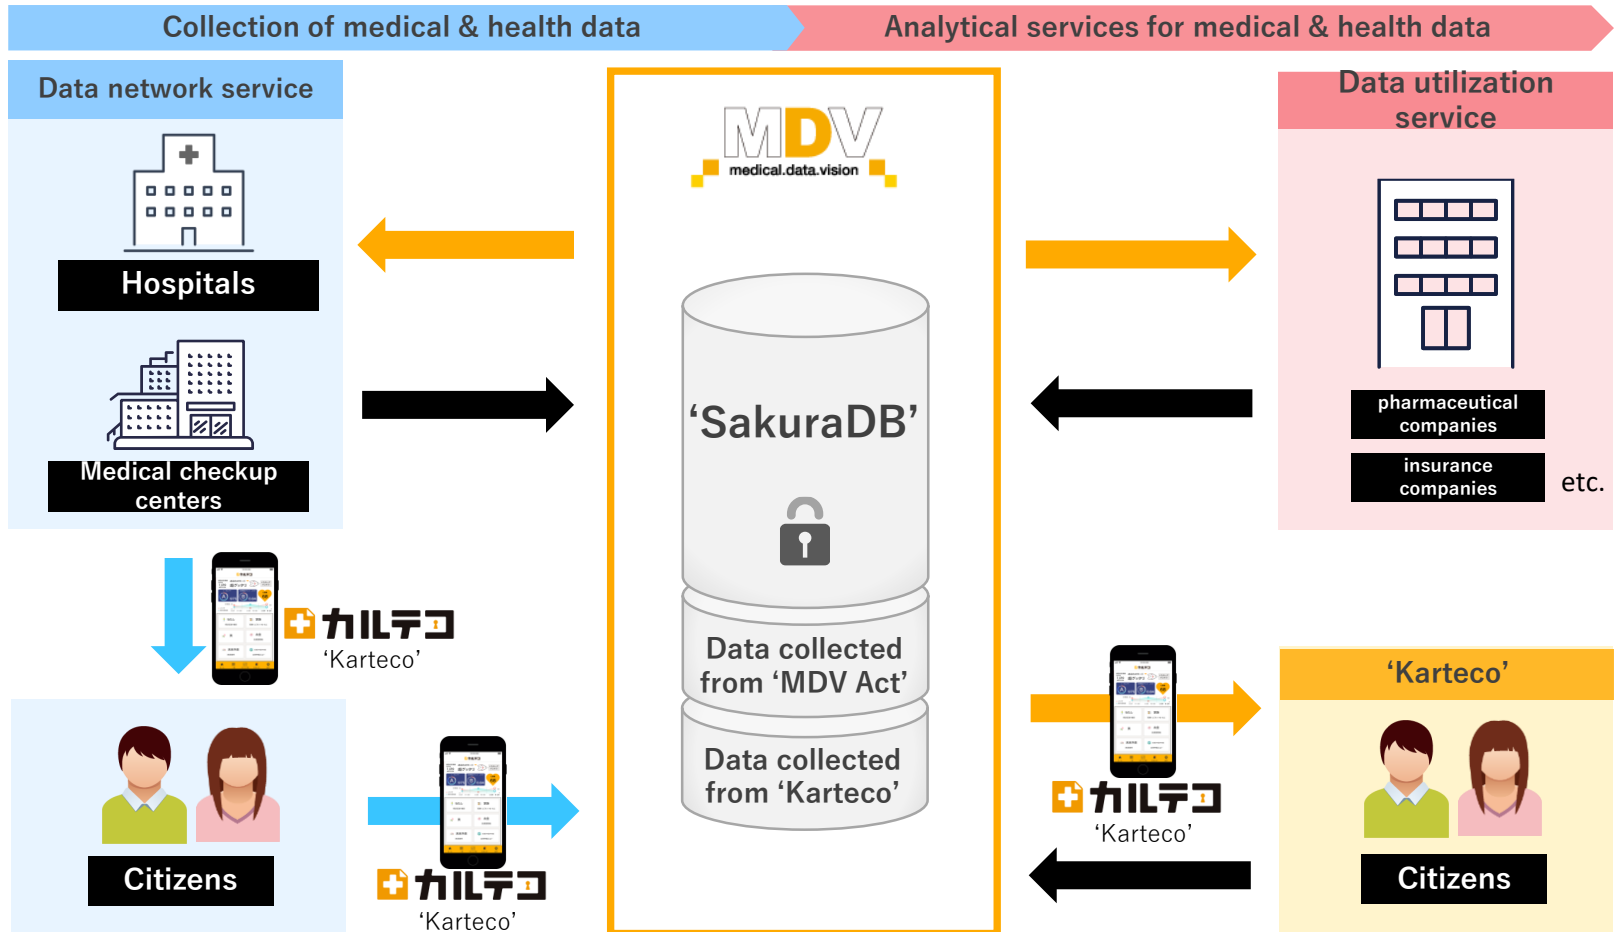 Collection of medical & health data
Analytical services for medical & health data
Data network service
Hospitals
Medical checkup
centers
カルテコ
‘Karteco’
Citizens
カルテコ
‘Karteco’
MDV
medical.data.vision
‘SakuraDB’
Data collected
from ‘MDV Act’
Data collected
from ‘Karteco’
Data utilization
service
pharmaceutical
companies
insurance
companies
etc.
カルテコ
‘Karteco’
‘Karteco’
Citizens